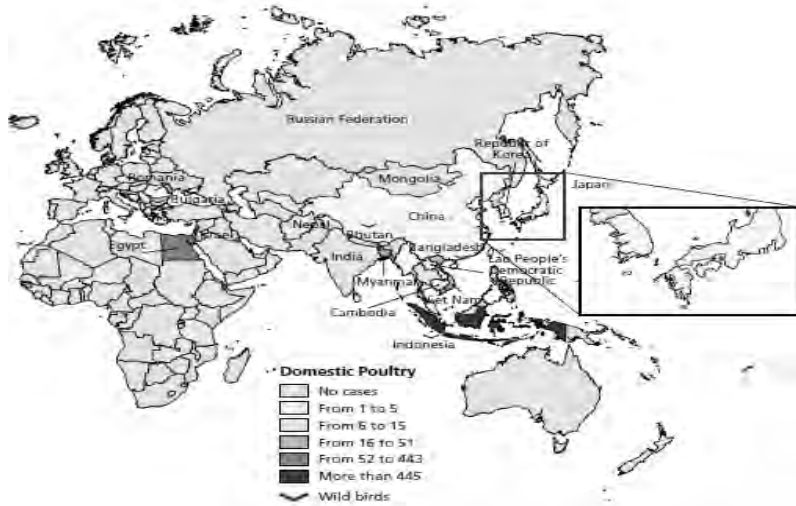 Russian Federation
Republic of
Korea
Romania
Mongolia
Japan
Bulgaria
China
Nepal
Bhutan
Israel
Egypt
Bangladesh
India
Lao People's
Democratic
Republic
Myanmar
iet Nam
Cambodia
Indonesia
Domestic Poultry
No cases
From 1 to 5
From 6 to 15
From 16 to 51
From 52 to 443
More than 445
Wild birds